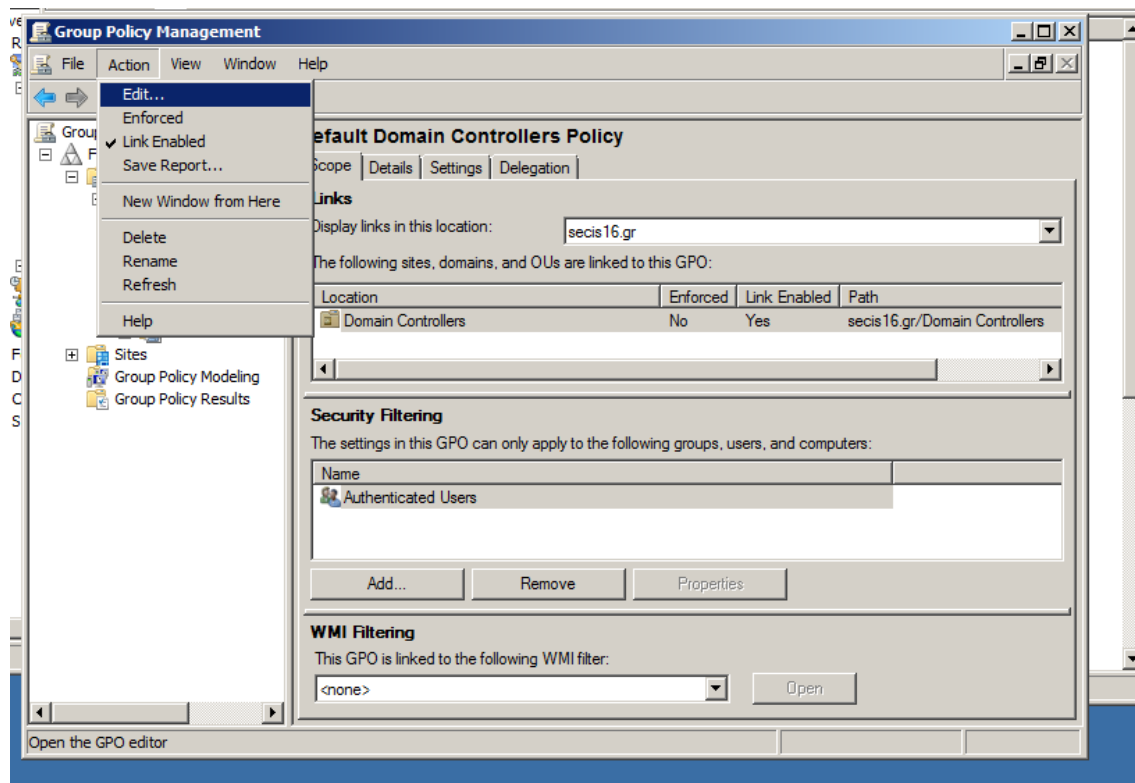 Group Policy Management
File Action View Window Help
Edit...
Enforced
Link Enabled
Save Report...
New Window from Here
Delete
Rename
Refresh
Help
Grou
F
Sites
Group Policy Modeling
Group Policy Results
efault Domain Controllers Policy
Scope Details Settings Delegation
Links
Display links in this location: secis16.gr
The following sites, domains, and OUs are linked to this GPO:
Location Enforced Link Enabled Path
Domain Controllers No Yes secis16.gr/Domain Controllers
Security Filtering
The settings in this GPO can only apply to the following groups, users, and computers:
Name
Authenticated Users
Add... Remove Properties
WMI Filtering
This GPO is linked to the following WMI filter:
<none> Open
Open the GPO editor